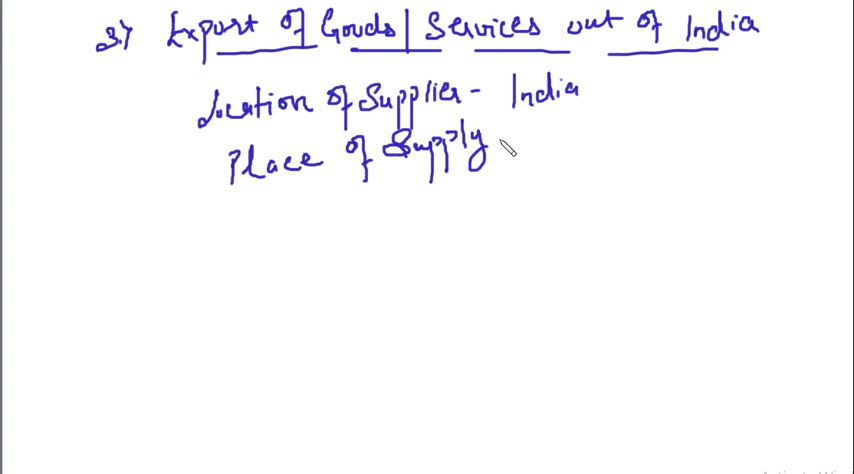 3.) Export of Goods/Services out of India
Location of Supplier - India
Place of Supply